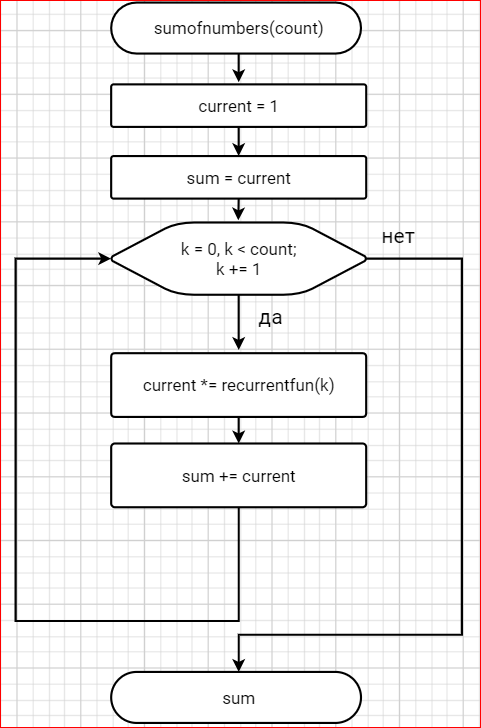 sumofnumbers(count)
current = 1
sum = current
k = 0, k < count;
k += 1
нет
да
current *= recurrentfun(k)
sum += current
sum